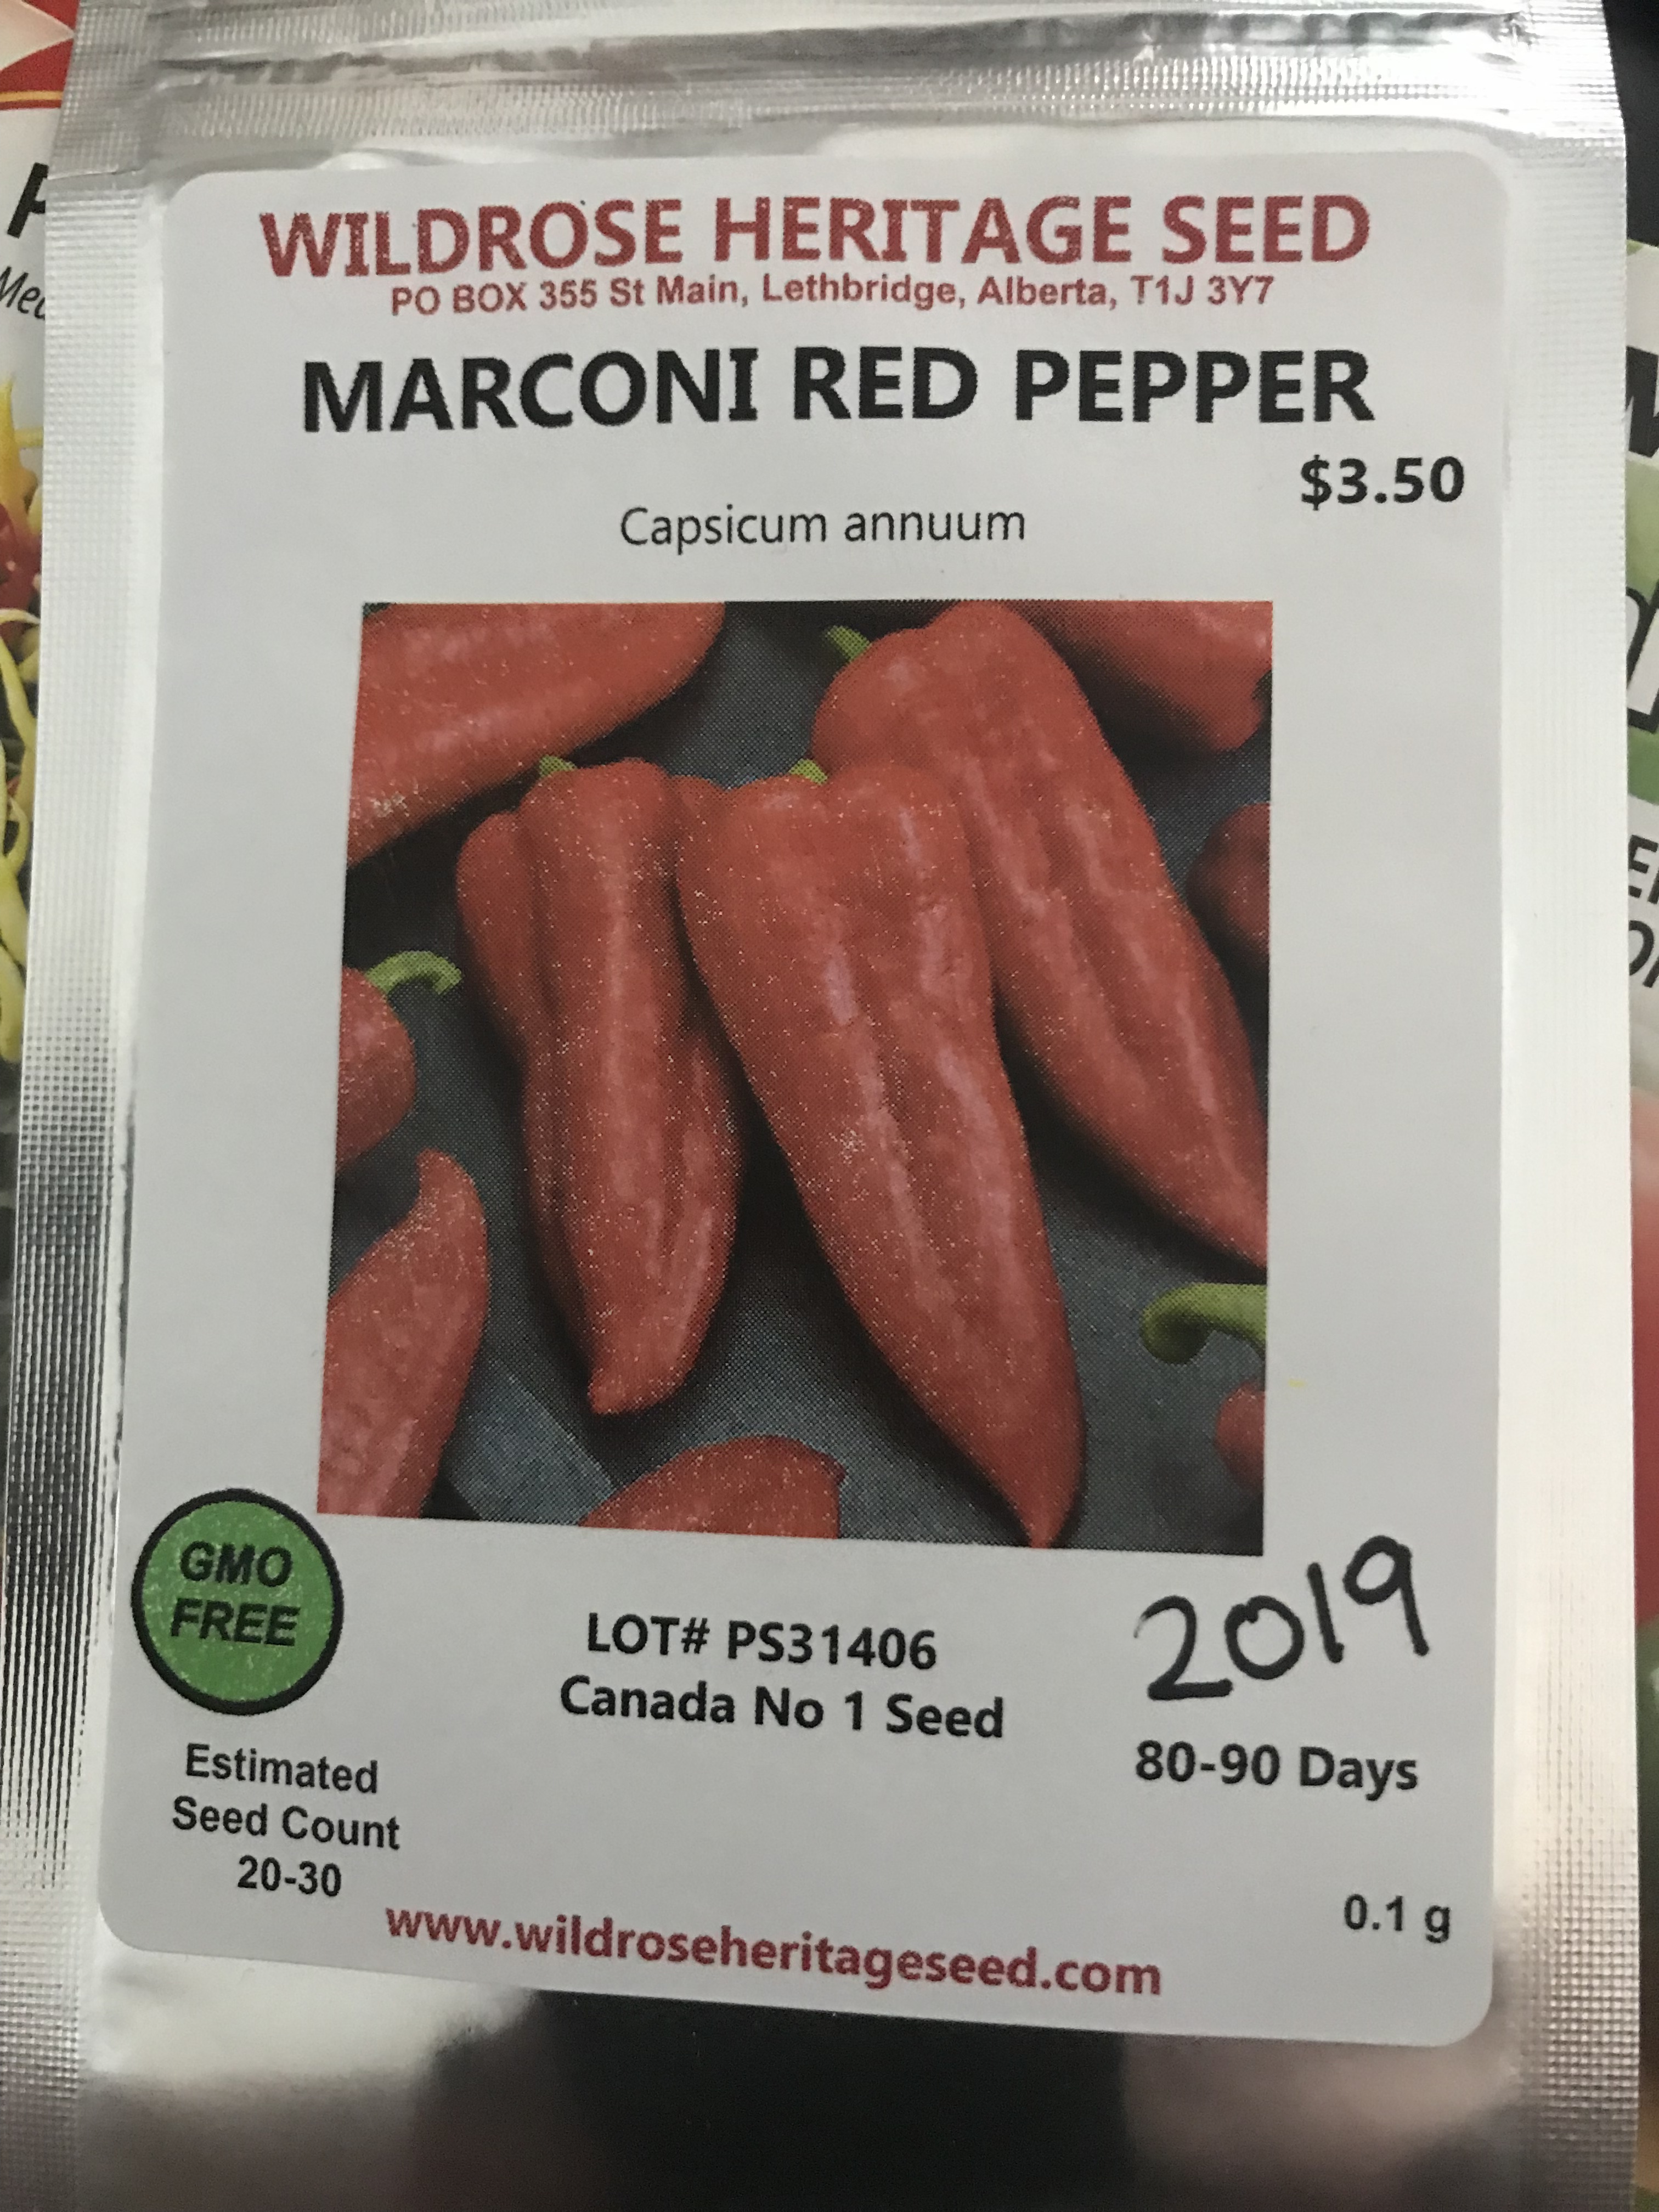 WILDROSE HERITAGE SEED
PO BOX 355 St Main, Lethbridge, Alberta, T1J 3Y7
MARCONI RED PEPPER
$3.50
Capsicum annuum
GMO
FREE
LOT# PS31406
Canada No 1 Seed
2019
80-90 Days
Estimated
Seed Count
20-30
0.1 g
www.wildroseheritageseed.com